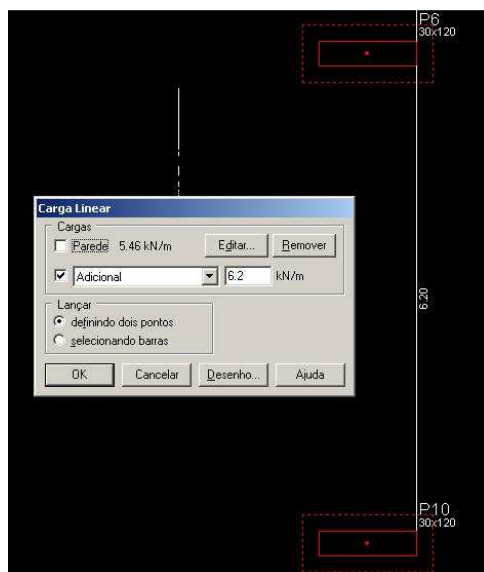 P6
30x120
Carga Linear
Cargas
Parede 5.46 kN/m Editar... Remover
Adicional 6.2 kN/m
Lançar
definindo dois pontos
selecionando barras
OK Cancelar Desenho... Ajuda
6.20
P10
30x120